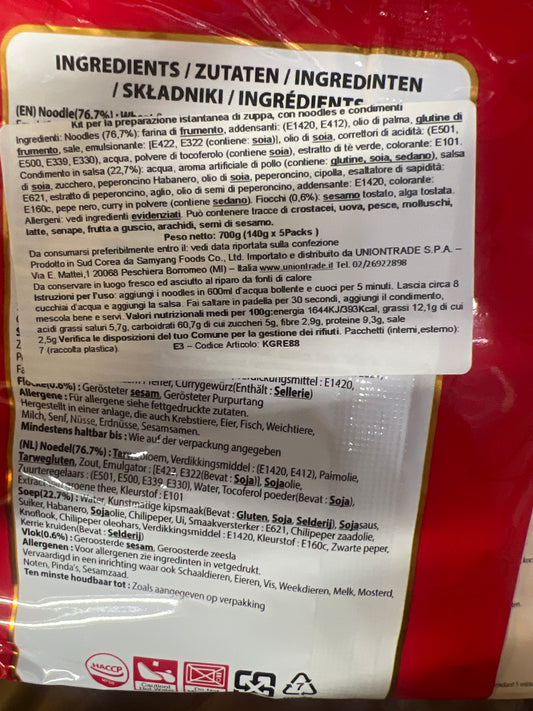 INGREDIENTS / ZUTATEN / INGREDINTEN
/ SKŁADNIKI / INGRÉDIENTS
(EN) Noodle(76.7%) :
Kit per la preparazione istantanea di zuppa, con noodles e condimenti
Ingredienti: Noodles (76,7%): farina di frumento, addensanti: (E1420, E412), olio di palma, glutine di
frumento, sale, emulsionante: [E422, E322 (contiene: soia)], olio di soia, correttori di acidità: (E501,
E500, E339, E330), acqua, polvere di tocoferolo (contiene soia), estratto di tè verde, colorante: E101.
Condimento in salsa (22,7%): acqua, aroma artificiale di pollo (contiene: glutine, soia, sedano), salsa
di soia, zucchero, peperoncino Habanero, olio di soia, peperoncino, cipolla, esaltatore di sapidità:
E621, estratto di peperoncino, aglio, olio di semi di peperoncino, addensante: E1420, colorante:
E160c, pepe nero, curry in polvere (contiene sedano). Fiocchi (0,6%): sesamo tostato, alga tostata.
Allergeni: vedi ingredienti evidenziati. Può contenere tracce di crostacei, uova, pesce, molluschi,
latte, senape, frutta a guscio, arachidi, semi di sesamo.
Peso netto: 700g (140g x 5Packs )
Da consumarsi preferibilmente entro il: vedi data riportata sulla confezione
Prodotto in Sud Corea da Samyang Foods Co., Ltd. Importato e distribuito da UNIONTRADE S.P.A. –
Via E. Mattei,1 20068 Peschiera Borromeo (MI) – Italia www.uniontrade.it Tel. 02/26922898
Da conservare in luogo fresco ed asciutto al riparo da fonti di calore
Istruzioni per l'uso: aggiungi i noodles in 600ml d'acqua bollente e cuoci per 5 minuti. Lascia circa 8
cucchiai d'acqua e aggiungi la salsa. Fai saltare in padella per 30 secondi, aggiungi il condimento,
mescola bene e servi. Valori nutrizionali medi per 100g:energia 1644KJ/393Kcal, grassi 12,1g di cui
acidi grassi saturi 5,7g, carboidrati 60,7g di cui zuccheri 5g, fibre 2,9g, proteine 9,3g, sale
2,5g Verifica le disposizioni del tuo Comune per la gestione dei rifiuti. Pacchetti (interni,esterno):
7 (raccolta plastica). E3 – Codice Articolo: KGRE88
: E1420,
Currygewürz(Enthält : Sellerie)
(0.6%) : Gerösteter sesam, Gerösteter Purpurtang
Allergene : Für allergene siehe fettgedruckte zutaten.
Hergestellt in einer anlage, die auch Krebstiere, Eier, Fisch, Weichtiere,
Milch, Senf, Nüsse, Erdnüsse, Sesamsamen.
Mindestens haltbar bis : Wie auf der verpackung angegeben
(NL) Noedel(76.7%) : Tarwebloem, Verdikkingsmiddel : (E1420, E412), Palmolie,
Tarwegluten, Zout, Emulgator : [E422, E322(Bevat : Soja)], Sojaolie,
Zuurteregelaars : (E501, E500, E339, E330), Water, Tocoferol poeder(Bevat : Soja),
Extract van groene thee, Kleurstof : E101
Soep(22.7%) : Water, Kunstmatige kipsmaak(Bevat : Gluten, Soja, Selderij), Sojasaus,
Suiker, Habanero, Sojaolie, Chilipeper, Ui, Smaakversterker : E621, Chilipeper zaadolie,
Knoflook, Chilipeper oleohars, Verdikkingsmiddel : E1420, Kleurstof : E160c, Zwarte peper,
Kerrie kruiden(Bevat : Selderij)
Vlok(0.6%) : Geroosterde sesam, Geroosterde zeesla
Allergenen : Voor allergenen zie ingredinten in vetgedrukt.
Vervaardigd in een inrichting waar ook Schaaldieren, Eieren, Vis, Weekdieren, Melk, Mosterd,
Noten, Pinda's, Sesamzaad.
Ten minste houdbaar tot : Zoals aangegeven op verpakking
HACCP
Caution!
Hot Water